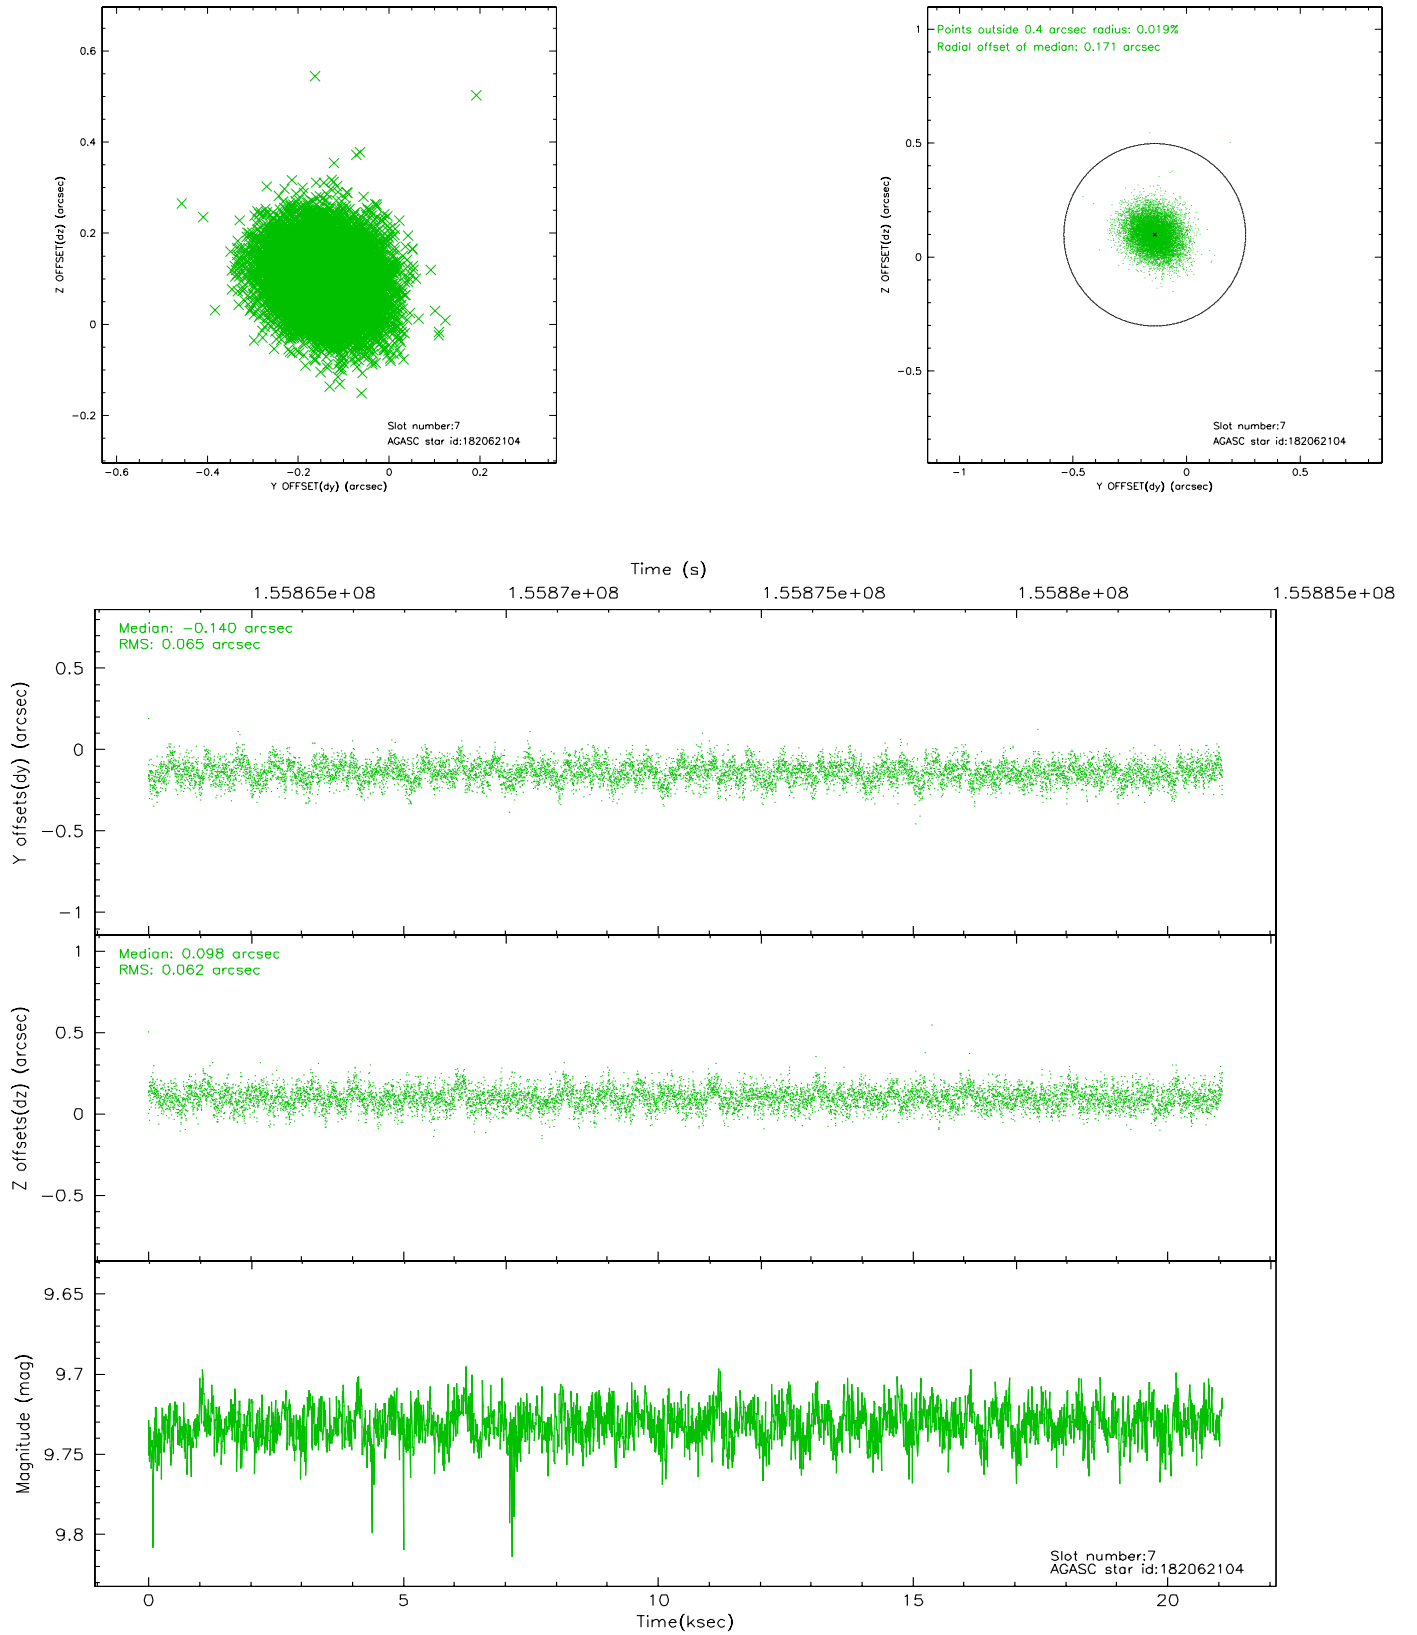 0.6
0.4
0.2
0
−0.2
Z OFFSET(dz) (arcsec)
Slot number:7
AGASC star id:182062104
−0.6 −0.4 −0.2 0 0.2
Y OFFSET(dy) (arcsec)
Points outside 0.4 arcsec radius: 0.019%
Radial offset of median: 0.171 arcsec
1
0.5
0
−0.5
Z OFFSET(dz) (arcsec)
Slot number:7
AGASC star id:182062104
−1 −0.5 0 0.5
Y OFFSET(dy) (arcsec)
Time (s)
1.55865e+08 1.5587e+08 1.55875e+08 1.5588e+08 1.55885e+08
Median: −0.140 arcsec
RMS: 0.065 arcsec
0.5
0
−0.5
−1
Y offsets(dy) (arcsec)
Median: 0.098 arcsec
RMS: 0.062 arcsec
1
0.5
0
−0.5
Z offsets(dz) (arcsec)
9.65
9.7
9.75
9.8
Magnitude (mag)
Slot number:7
AGASC star id:182062104
0 5 10 15 20
Time(ksec)